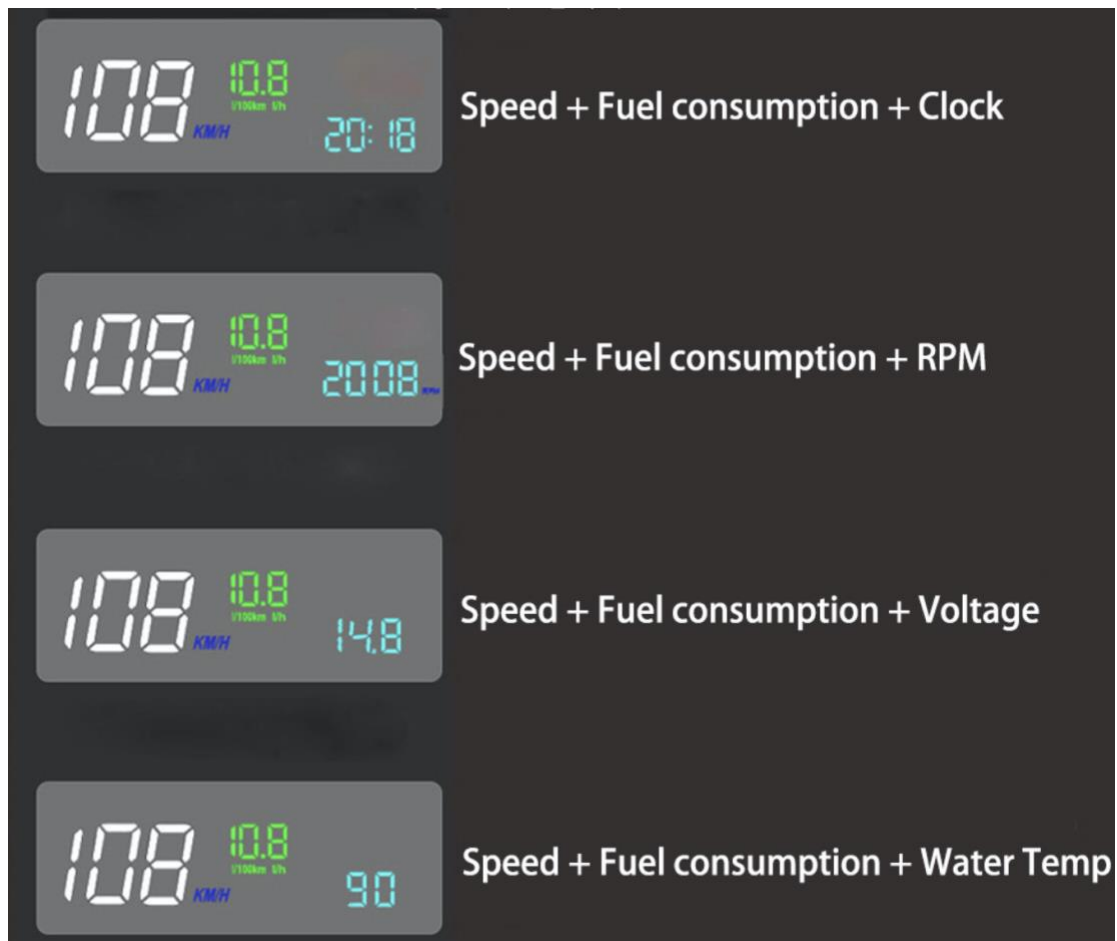 108 10.8
l/100km l/h
KM/H
20:18
Speed + Fuel consumption + Clock
108 10.8
l/100km l/h
KM/H
2008 RPM
Speed + Fuel consumption + RPM
108 10.8
l/100km l/h
KM/H
14.8
Speed + Fuel consumption + Voltage
108 10.8
l/100km l/h
KM/H
90
Speed + Fuel consumption + Water Temp